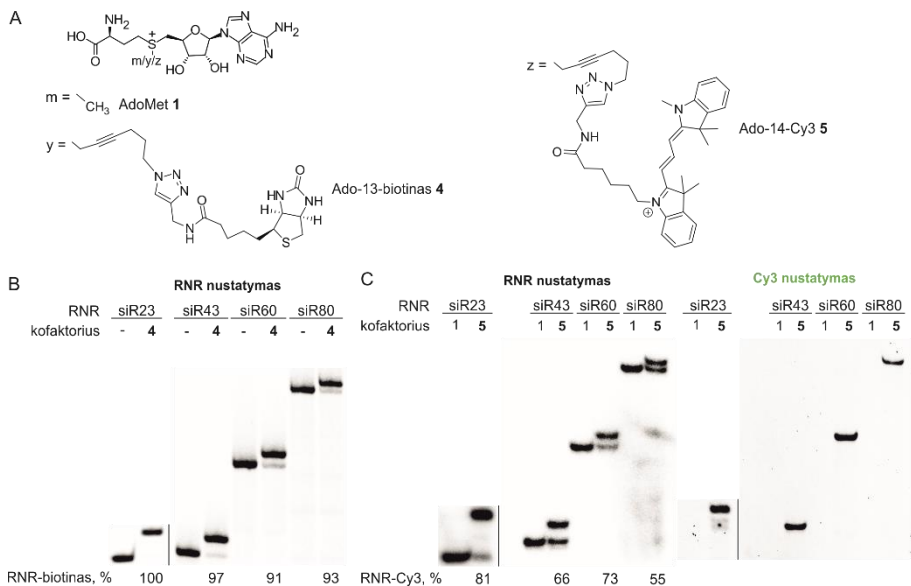 A
NH₂
HO
O
S
+
m/y/z
O
HO
OH
N
N
N
N
NH₂
m =
CH₃
AdoMet 1
y =
N
N
N
NH
O
O
HN
NH
H
H
S
Ado-13-biotinas 4
z =
N
N
N
NH
O
N
N
+
Ado-14-Cy3 5
B
RNR nustatymas
RNR siR23 siR43 siR60 siR80
kofaktorius - 4 - 4 - 4 - 4
RNR-biotinas, % 100 97 91 93
C
RNR nustatymas
Cy3 nustatymas
RNR siR23 siR43 siR60 siR80 siR23 siR43 siR60 siR80
kofaktorius 1 5 1 5 1 5 1 5 1 5 1 5 1 5 1 5
RNR-Cy3, % 81 66 73 55